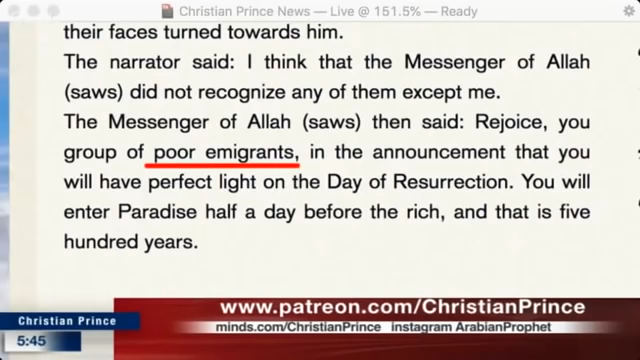 Christian Prince News — Live @ 151.5% — Ready
their faces turned towards him.
The narrator said: I think that the Messenger of Allah
(saws) did not recognize any of them except me.
The Messenger of Allah (saws) then said: Rejoice, you
group of poor emigrants, in the announcement that you
will have perfect light on the Day of Resurrection. You will
enter Paradise half a day before the rich, and that is five
hundred years.
www.patreon.com/ChristianPrince
Christian Prince
minds.com/ChristianPrince instagram ArabianProphet
5:45